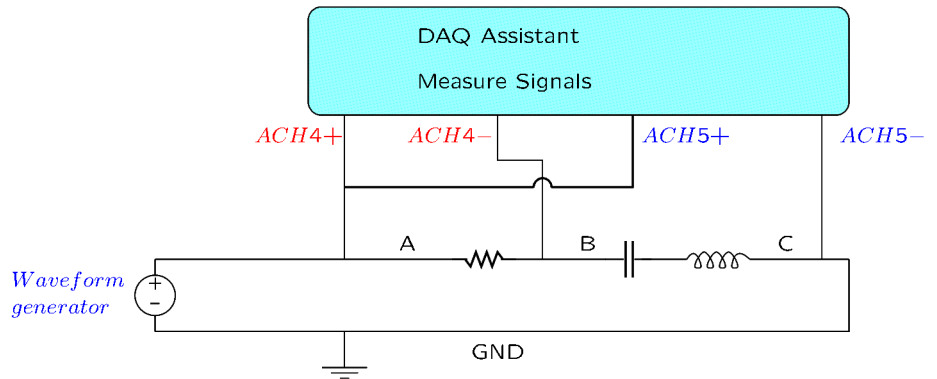 DAQ Assistant
Measure Signals
ACH4+ ACH4− ACH5+ ACH5−
A B C
Waveform
generator
+
-
GND